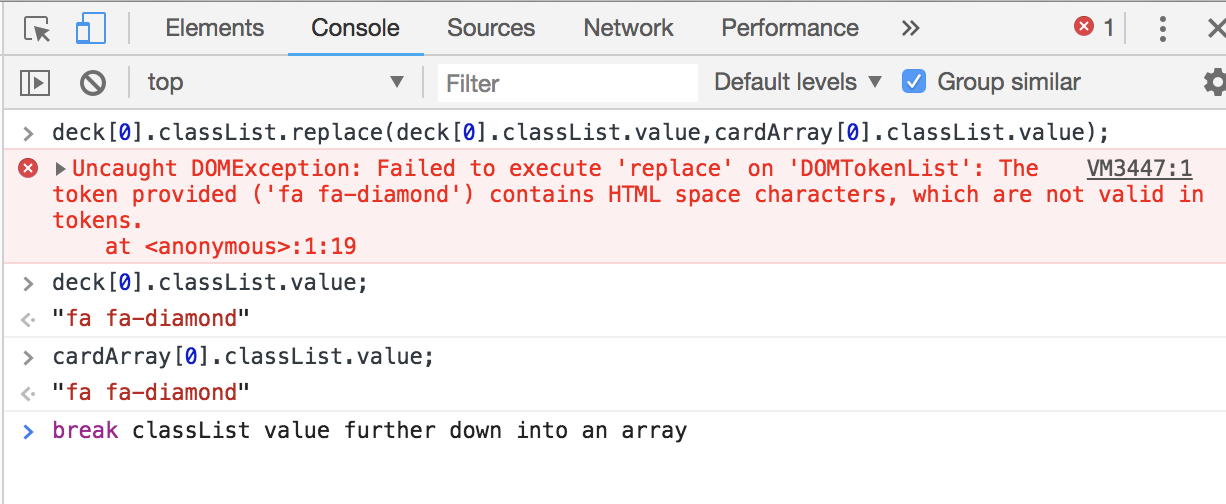 Elements Console Sources Network Performance » 1
top Filter Default levels Group similar
deck[0].classList.replace(deck[0].classList.value,cardArray[0].classList.value);
Uncaught DOMException: Failed to execute 'replace' on 'DOMTokenList': The VM3447:1
token provided ('fa fa-diamond') contains HTML space characters, which are not valid in
tokens.
at <anonymous>:1:19
deck[0].classList.value;
"fa fa-diamond"
cardArray[0].classList.value;
"fa fa-diamond"
break classList value further down into an array